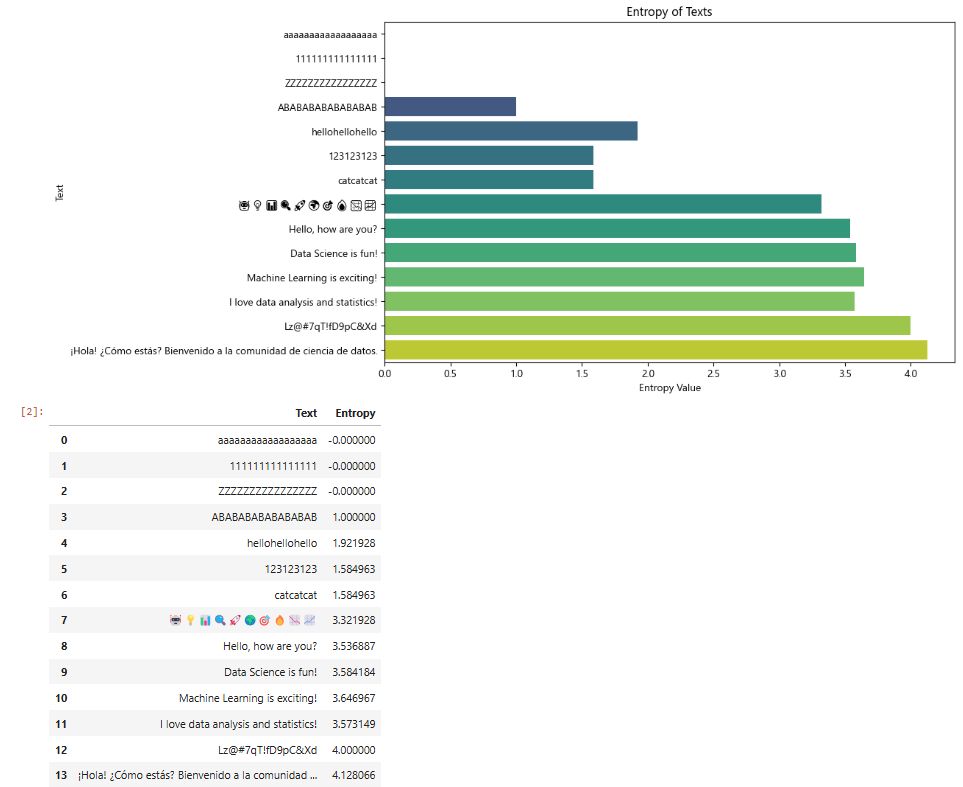 Entropy of Texts
aaaaaaaaaaaaaaaaaa
111111111111111
ZZZZZZZZZZZZZZZZ
ABABABABABABABAB
hellohellohello
123123123
catcatcat
🤖 💡 📊 🔍 🚀 🌍 🎯 🔥 📉 📈
Hello, how are you?
Data Science is fun!
Machine Learning is exciting!
I love data analysis and statistics!
Lz@#7qT!fD9pC&Xd
¡Hola! ¿Cómo estás? Bienvenido a la comunidad de ciencia de datos.
Text
0.0 0.5 1.0 1.5 2.0 2.5 3.0 3.5 4.0
Entropy Value
[2]:
Text Entropy
0 aaaaaaaaaaaaaaaaaa -0.000000
1 111111111111111 -0.000000
2 ZZZZZZZZZZZZZZZZ -0.000000
3 ABABABABABABABAB 1.000000
4 hellohellohello 1.921928
5 123123123 1.584963
6 catcatcat 1.584963
7 🤖 💡 📊 🔍 🚀 🌍 🎯 🔥 📉 📈 3.321928
8 Hello, how are you? 3.536887
9 Data Science is fun! 3.584184
10 Machine Learning is exciting! 3.646967
11 I love data analysis and statistics! 3.573149
12 Lz@#7qT!fD9pC&Xd 4.000000
13 ¡Hola! ¿Cómo estás? Bienvenido a la comunidad ... 4.128066